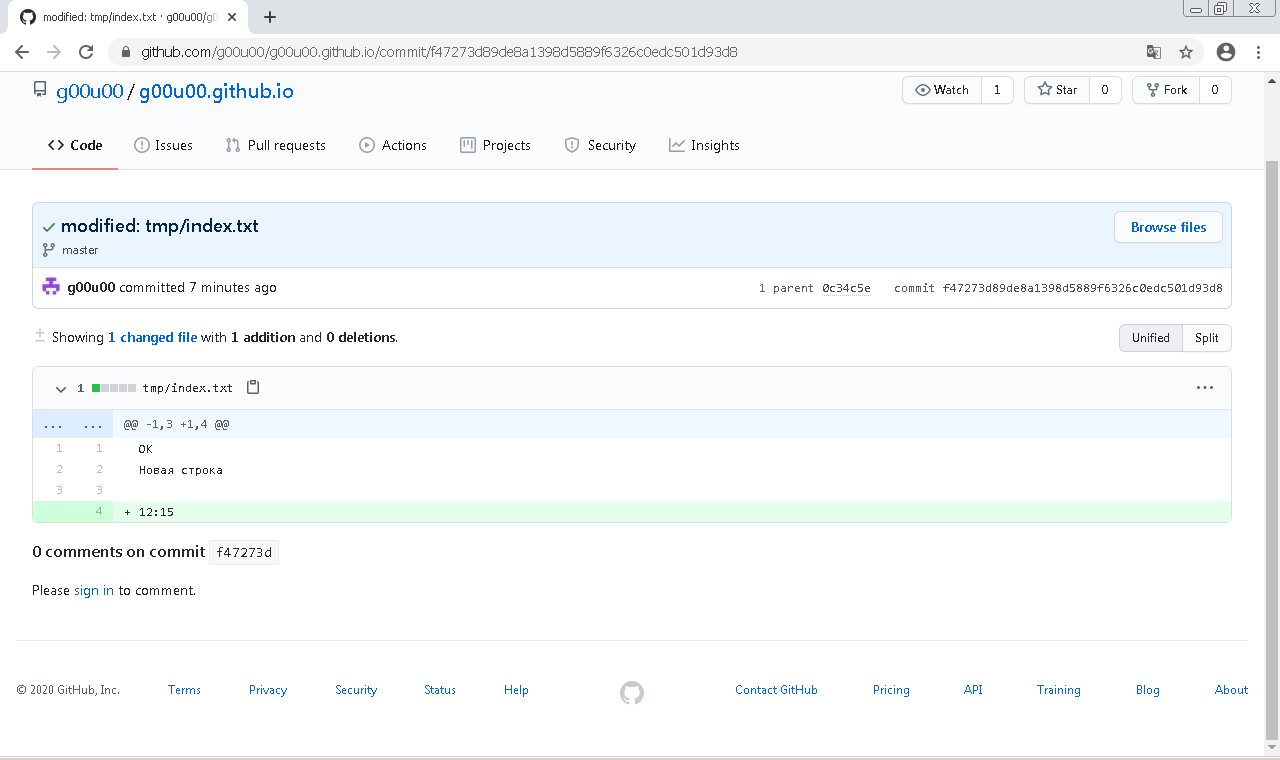 modified: tmp/index.txt · g00u00/g0
github.com/g00u00/g00u00.github.io/commit/f47273d89de8a1398d5889f6326c0edc501d93d8
g00u00 / g00u00.github.io
Watch 1 Star 0 Fork 0
Code Issues Pull requests Actions Projects Security Insights
modified: tmp/index.txt
Browse files
master
g00u00 committed 7 minutes ago
1 parent 0c34c5e commit f47273d89de8a1398d5889f6326c0edc501d93d8
Showing 1 changed file with 1 addition and 0 deletions.
Unified Split
1 tmp/index.txt
... ... @@ -1,3 +1,4 @@
1 1 OK
2 2 Новая строка
3 3
4 + 12:15
0 comments on commit f47273d
Please sign in to comment.
© 2020 GitHub, Inc. Terms Privacy Security Status Help Contact GitHub Pricing API Training Blog About